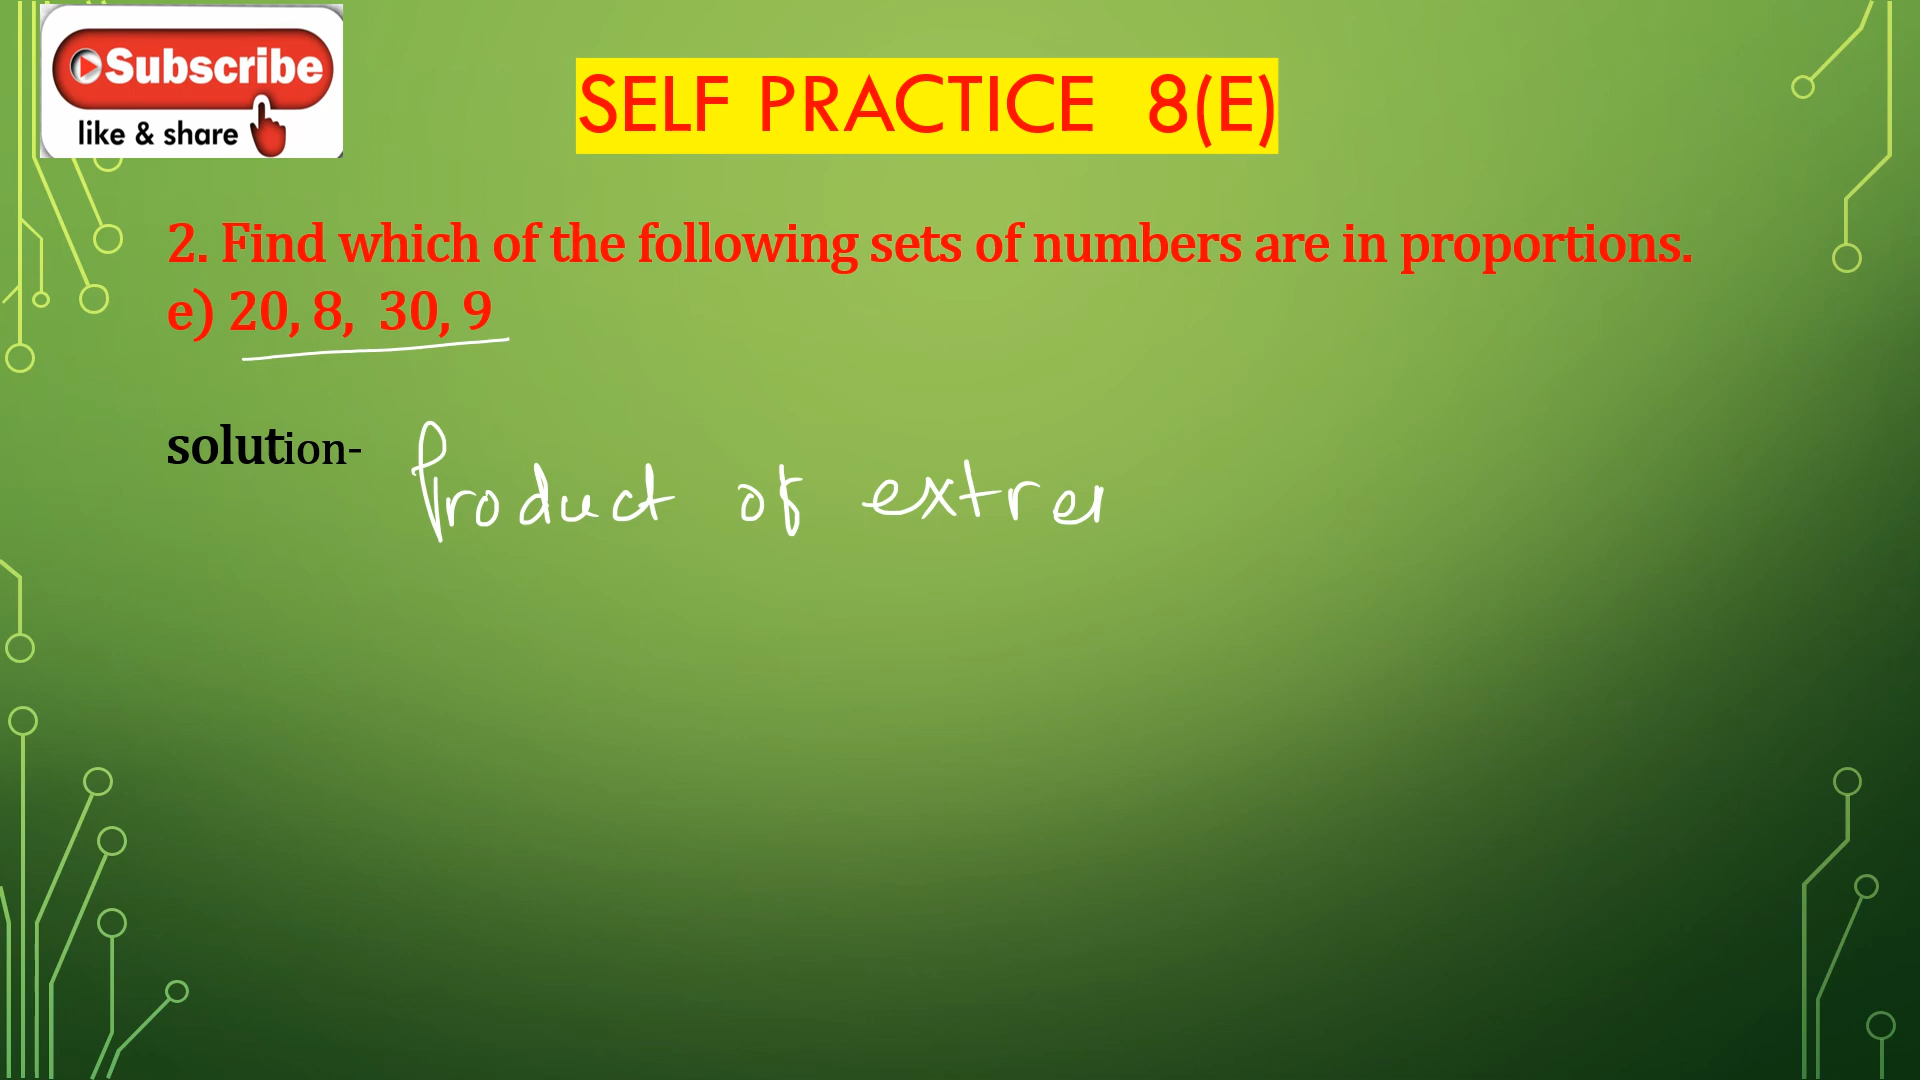 Subscribe
like & share
SELF PRACTICE 8(E)
2. Find which of the following sets of numbers are in proportions.
e) 20, 8, 30, 9
solution-
Product of extrem